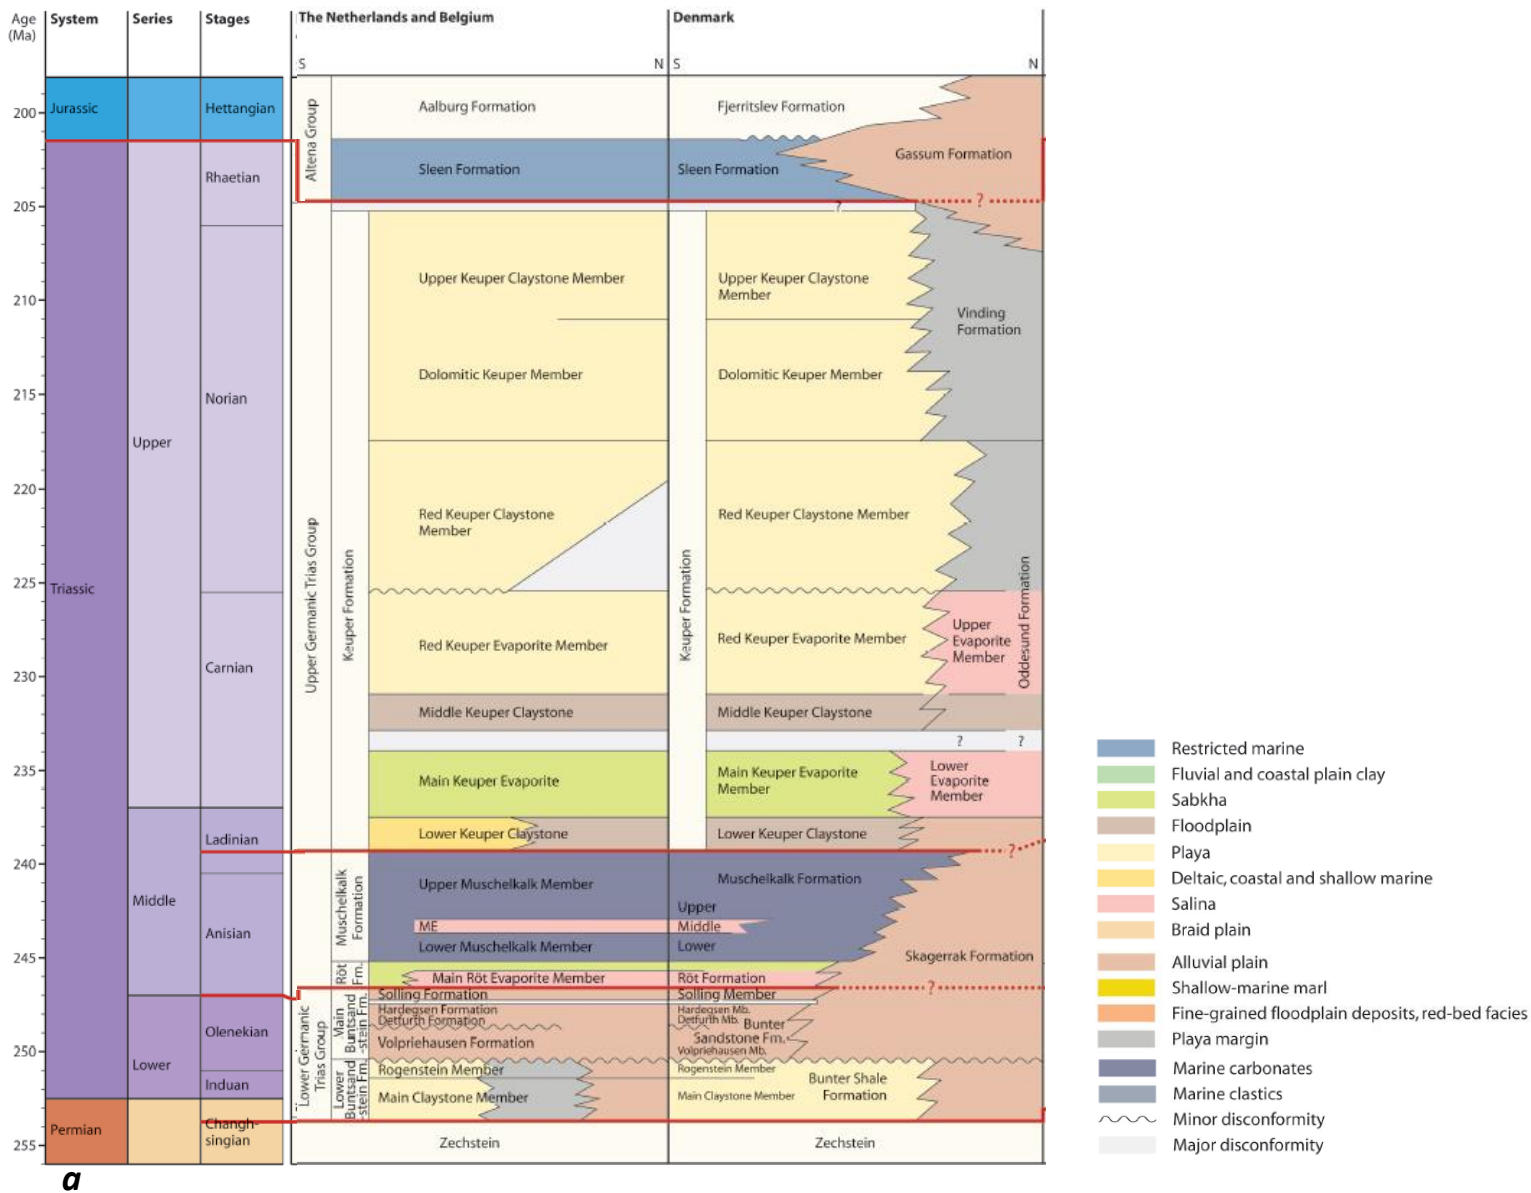 Age
(Ma)
System
Series
Stages
The Netherlands and Belgium
Denmark
S
N
S
N
200
205
210
215
220
225
230
235
240
245
250
255
Jurassic
Triassic
Permian
Upper
Middle
Lower
Hettangian
Rhaetian
Norian
Carnian
Ladinian
Anisian
Olenekian
Induan
Changh-
singian
Altena Group
Upper Germanic Trias Group
Lower Germanic
Trias Group
Keuper Formation
Muschelkalk
Formation
Röt
Fm.
Main
Buntsand
-stein Fm.
Lower
Buntsand
-stein Fm.
Aalburg Formation
Sleen Formation
Upper Keuper Claystone Member
Dolomitic Keuper Member
Red Keuper Claystone
Member
Red Keuper Evaporite Member
Middle Keuper Claystone
Main Keuper Evaporite
Lower Keuper Claystone
Upper Muschelkalk Member
ME
Lower Muschelkalk Member
Main Röt Evaporite Member
Solling Formation
Hardegsen Formation
Detfurth Formation
Volpriehausen Formation
Rogenstein Member
Main Claystone Member
Zechstein
Fjerritslev Formation
Gassum Formation
Sleen Formation
?
?
Keuper Formation
Upper Keuper Claystone
Member
Vinding
Formation
Dolomitic Keuper Member
Red Keuper Claystone Member
Oddesund Formation
Red Keuper Evaporite Member
Upper
Evaporite
Member
Middle Keuper Claystone
?
?
Main Keuper Evaporite
Member
Lower
Evaporite
Member
Lower Keuper Claystone
?
Muschelkalk Formation
Upper
Middle
Lower
Skagerrak Formation
Röt Formation
?
Solling Member
Hardegsen Mb.
Detfurth Mb.
Bunter
Sandstone Fm.
Volpriehausen Mb.
Rogenstein Member
Bunter Shale
Formation
Main Claystone Member
Zechstein
Restricted marine
Fluvial and coastal plain clay
Sabkha
Floodplain
Playa
Deltaic, coastal and shallow marine
Salina
Braid plain
Alluvial plain
Shallow-marine marl
Fine-grained floodplain deposits, red-bed facies
Playa margin
Marine carbonates
Marine clastics
Minor disconformity
Major disconformity
a